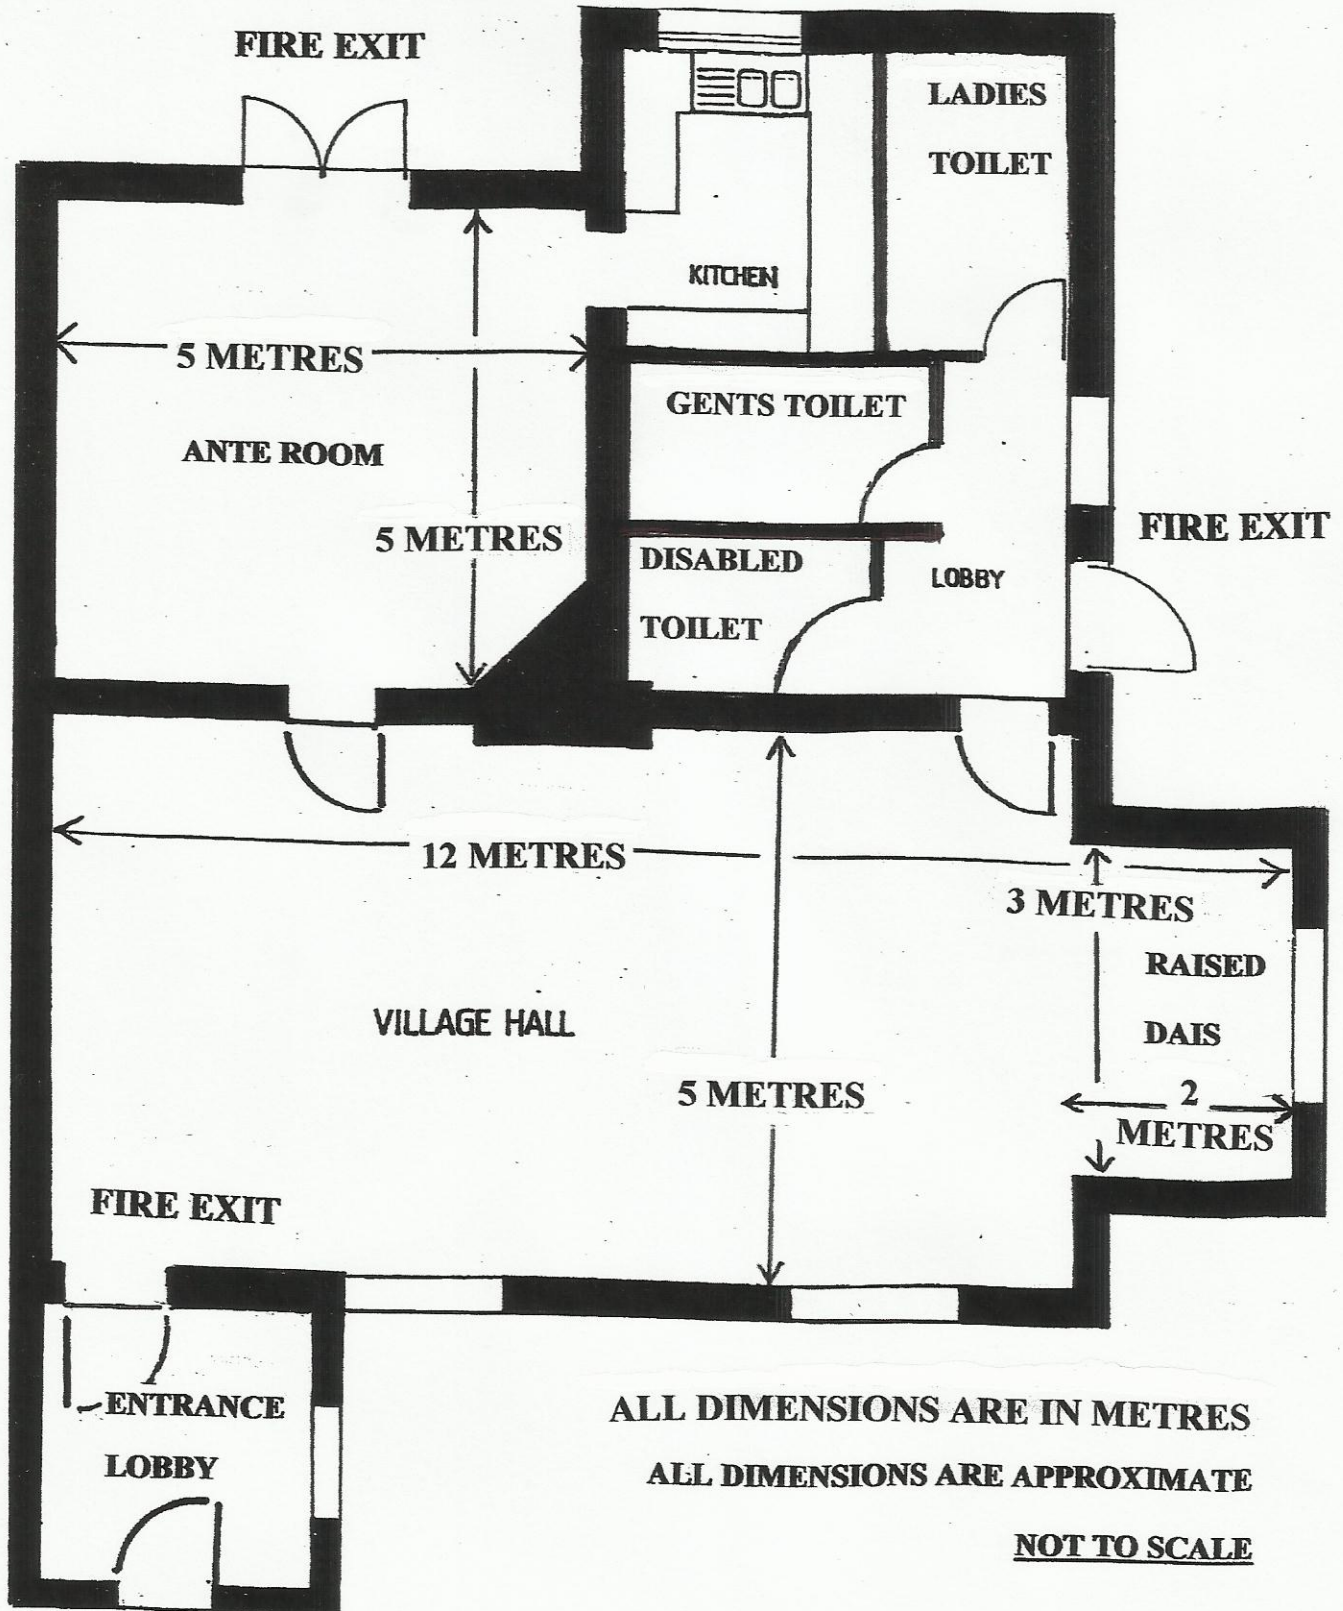 FIRE EXIT
LADIES
TOILET
KITCHEN
5 METRES
GENTS TOILET
ANTE ROOM
5 METRES
FIRE EXIT
DISABLED
LOBBY
TOILET
12 METRES
3 METRES
RAISED
DAIS
VILLAGE HALL
5 METRES
2
METRES
FIRE EXIT
ENTRANCE
LOBBY
ALL DIMENSIONS ARE IN METRES
ALL DIMENSIONS ARE APPROXIMATE
NOT TO SCALE